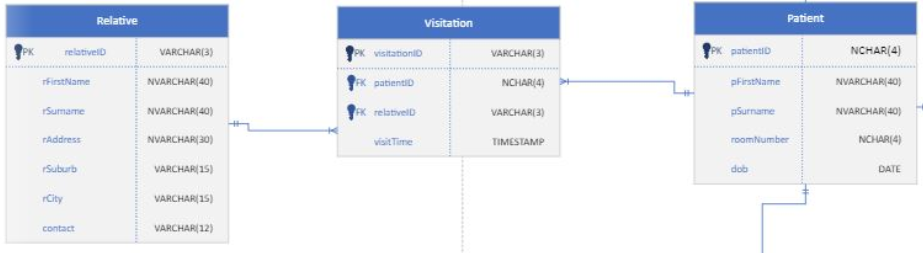 Relative
PK relativeID VARCHAR(3)
rFirstName NVARCHAR(40)
rSurname NVARCHAR(40)
rAddress NVARCHAR(30)
rSuburb VARCHAR(15)
rCity VARCHAR(15)
contact VARCHAR(12)
Visitation
PK visitationID VARCHAR(3)
FK patientID NCHAR(4)
FK relativeID VARCHAR(3)
visitTime TIMESTAMP
Patient
PK patientID NCHAR(4)
pFirstName NVARCHAR(40)
pSurname NVARCHAR(40)
roomNumber NCHAR(4)
dob DATE